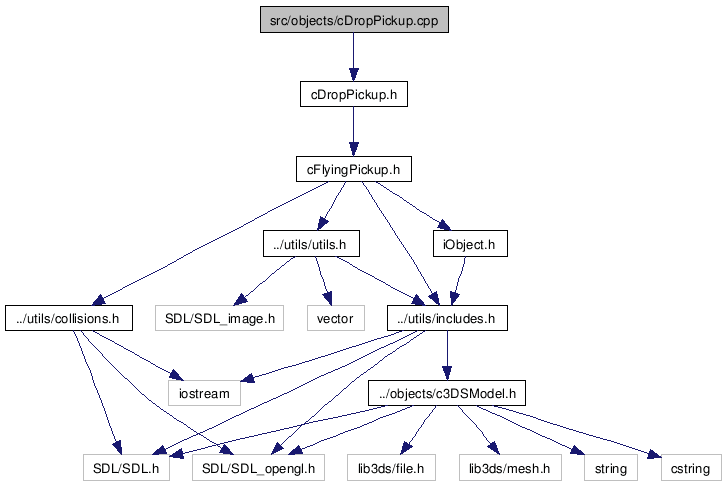 src/objects/cDropPickup.cpp
cDropPickup.h
cFlyingPickup.h
../utils/utils.h
iObject.h
../utils/collisions.h
SDL/SDL_image.h
vector
../utils/includes.h
iostream
../objects/c3DSModel.h
SDL/SDL.h
SDL/SDL_opengl.h
lib3ds/file.h
lib3ds/mesh.h
string
cstring